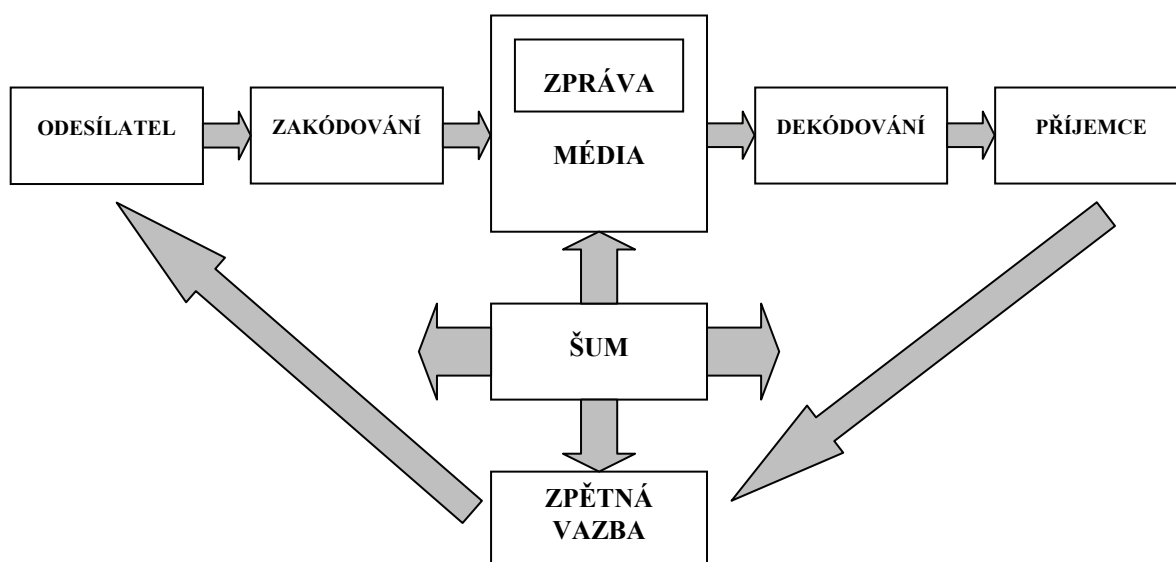 ZPRÁVA
ODESÍLATEL
ZAKÓDOVÁNÍ
MÉDIA
DEKÓDOVÁNÍ
PŘÍJEMCE
ŠUM
ZPĚTNÁ
VAZBA